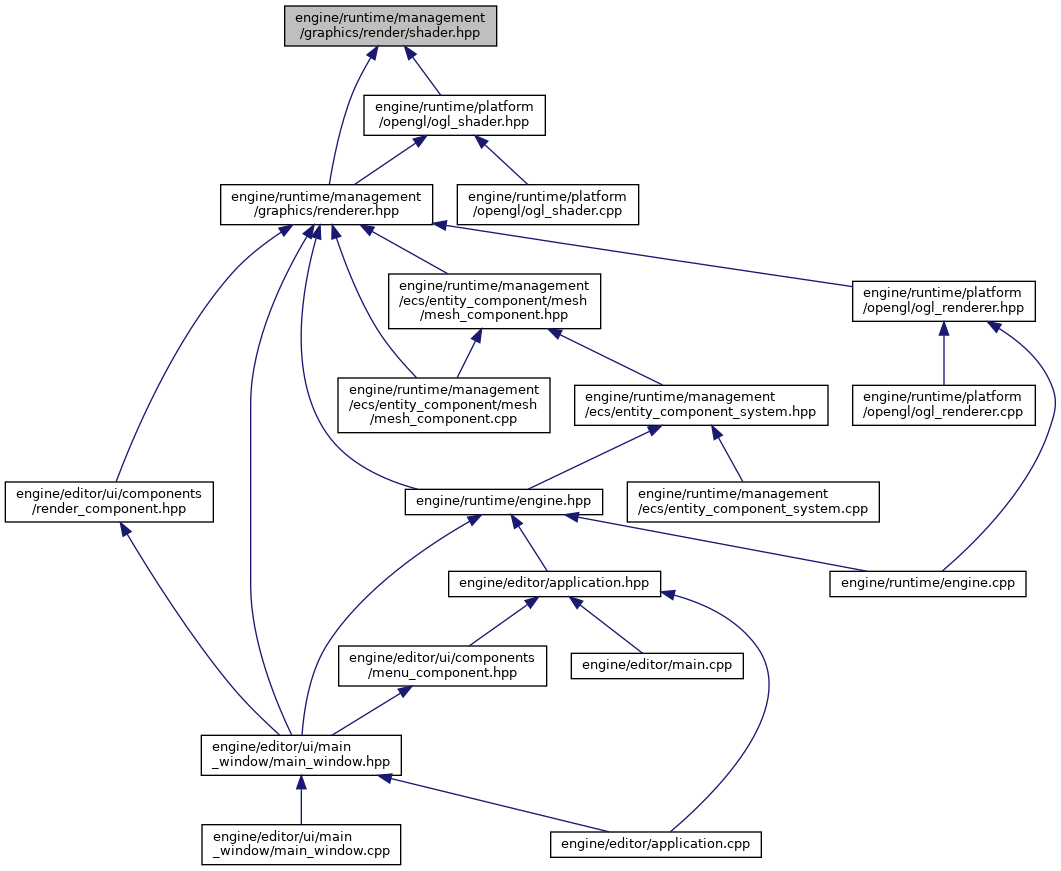 engine/runtime/management
/graphics/render/shader.hpp
engine/runtime/platform
/opengl/ogl_shader.hpp
engine/runtime/management
/graphics/renderer.hpp
engine/runtime/platform
/opengl/ogl_shader.cpp
engine/runtime/management
/ecs/entity_component/mesh
/mesh_component.hpp
engine/runtime/platform
/opengl/ogl_renderer.hpp
engine/runtime/management
/ecs/entity_component/mesh
/mesh_component.cpp
engine/runtime/management
/ecs/entity_component_system.hpp
engine/runtime/platform
/opengl/ogl_renderer.cpp
engine/editor/ui/components
/render_component.hpp
engine/runtime/engine.hpp
engine/runtime/management
/ecs/entity_component_system.cpp
engine/editor/application.hpp
engine/runtime/engine.cpp
engine/editor/ui/components
/menu_component.hpp
engine/editor/main.cpp
engine/editor/ui/main
_window/main_window.hpp
engine/editor/ui/main
_window/main_window.cpp
engine/editor/application.cpp